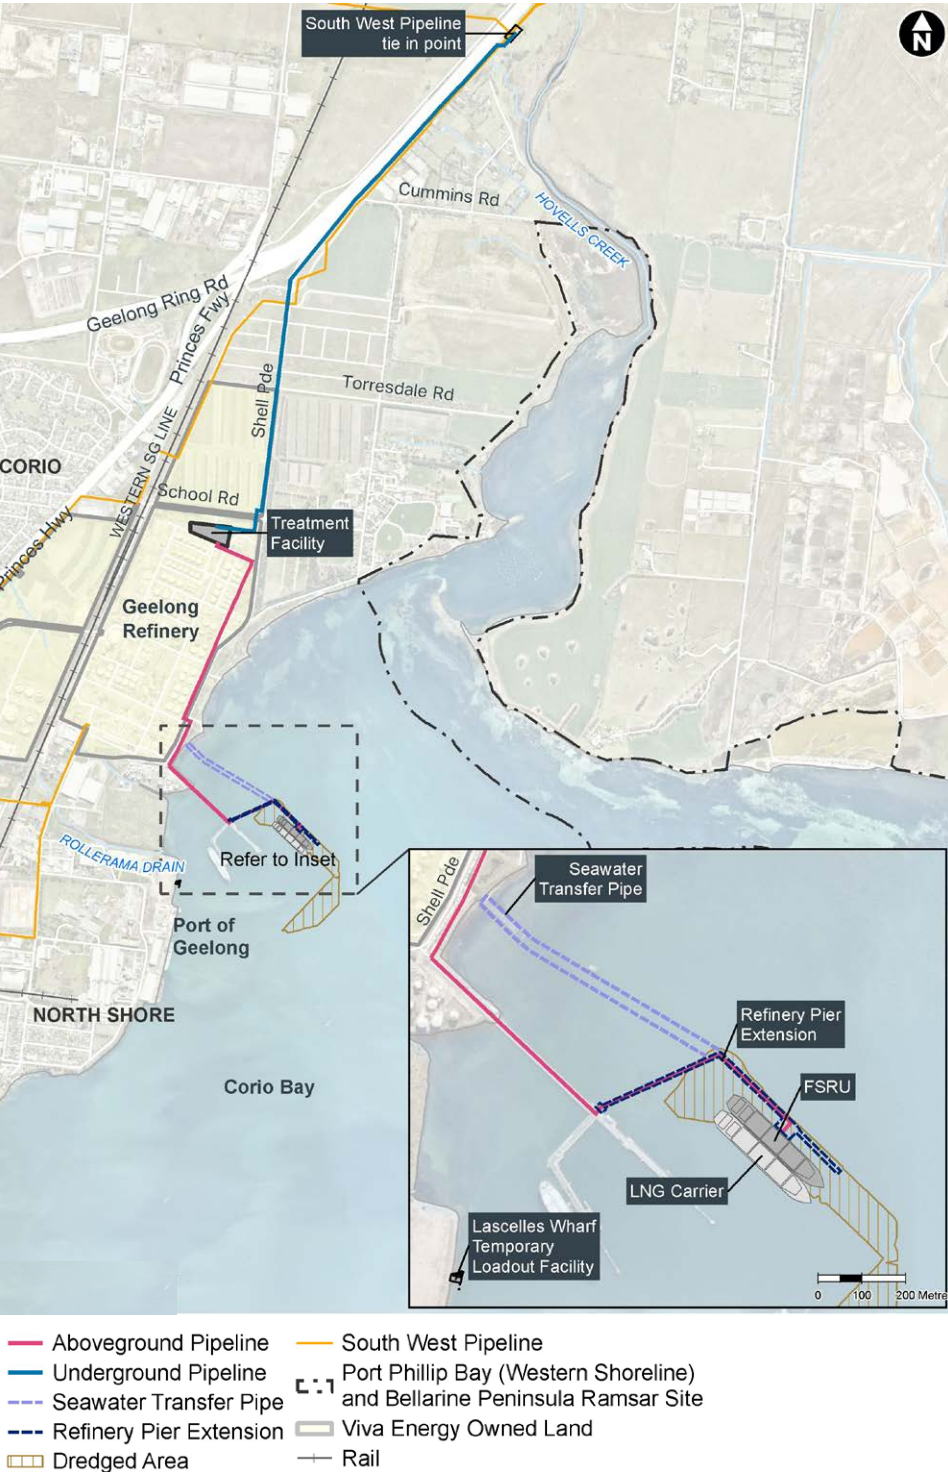 South West Pipeline
tie in point
N
Cummins Rd
HOVELLS CREEK
Geelong Ring Rd
Princes Fwy
Shell Pde
Torresdale Rd
WESTERN SG LINE
CORIO
School Rd
Princes Hwy
Treatment
Facility
Geelong
Refinery
ROLLERAMA DRAIN
Refer to Inset
Port of
Geelong
NORTH SHORE
Corio Bay
Shell Pde
Seawater
Transfer Pipe
Refinery Pier
Extension
FSRU
LNG Carrier
Lascelles Wharf
Temporary
Loadout Facility
0 100 200 Metre
Aboveground Pipeline
Underground Pipeline
Seawater Transfer Pipe
Refinery Pier Extension
Dredged Area
South West Pipeline
Port Phillip Bay (Western Shoreline)
and Bellarine Peninsula Ramsar Site
Viva Energy Owned Land
Rail